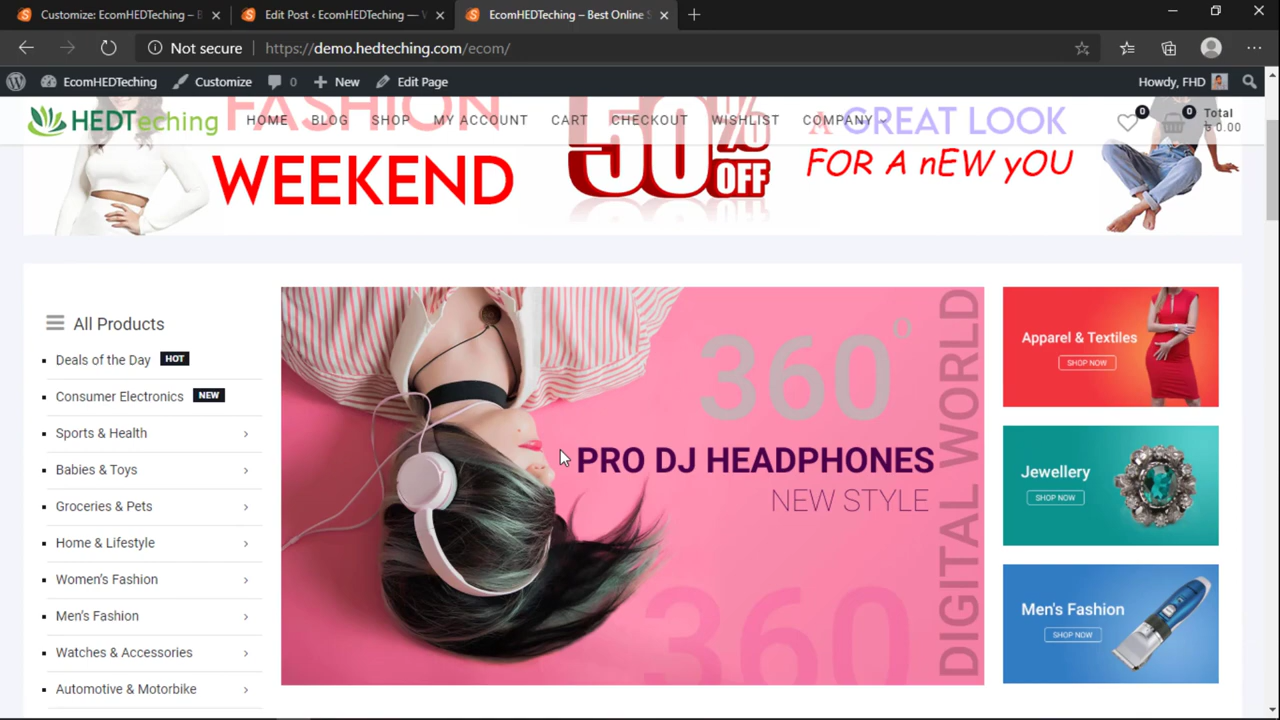 Customize: EcomHEDTeching – B
Edit Post ‹ EcomHEDTeching — W
EcomHEDTeching – Best Online S
Not secure
https://demo.hedteching.com/ecom/
EcomHEDTeching
Customize
0
New
Edit Page
Howdy, FHD
HEDTeching
HOME
BLOG
SHOP
MY ACCOUNT
CART
CHECKOUT
WISHLIST
COMPANY
0
0
Total
৳ 0.00
FASHION
WEEKEND
50% OFF
A GREAT LOOK
FOR A nEW yOU
All Products
Deals of the Day HOT
Consumer Electronics NEW
Sports & Health
Babies & Toys
Groceries & Pets
Home & Lifestyle
Women's Fashion
Men's Fashion
Watches & Accessories
Automotive & Motorbike
360°
PRO DJ HEADPHONES
NEW STYLE
360
DIGITAL WORLD
Apparel & Textiles
SHOP NOW
Jewellery
SHOP NOW
Men's Fashion
SHOP NOW